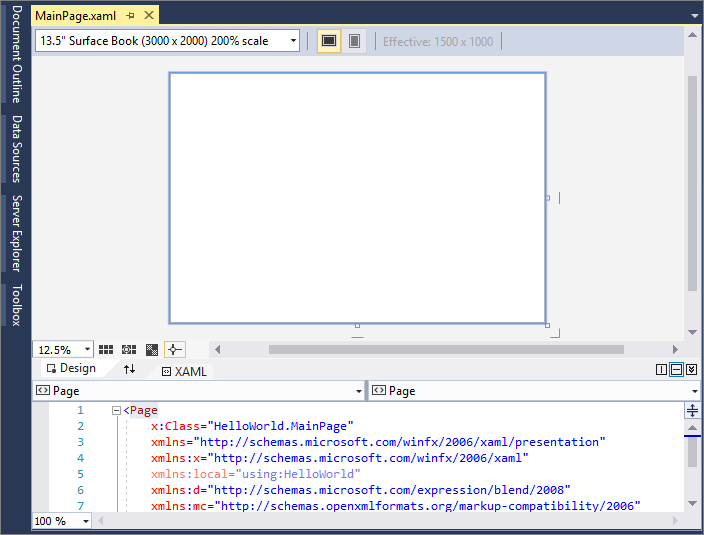 MainPage.xaml
13.5" Surface Book (3000 x 2000) 200% scale
Effective: 1500 x 1000
Document Outline
Data Sources
Server Explorer
Toolbox
12.5%
Design
XAML
Page
Page
1 <Page
2 x:Class="HelloWorld.MainPage"
3 xmlns="http://schemas.microsoft.com/winfx/2006/xaml/presentation"
4 xmlns:x="http://schemas.microsoft.com/winfx/2006/xaml"
5 xmlns:local="using:HelloWorld"
6 xmlns:d="http://schemas.microsoft.com/expression/blend/2008"
7 xmlns:mc="http://schemas.openxmlformats.org/markup-compatibility/2006"
100 %